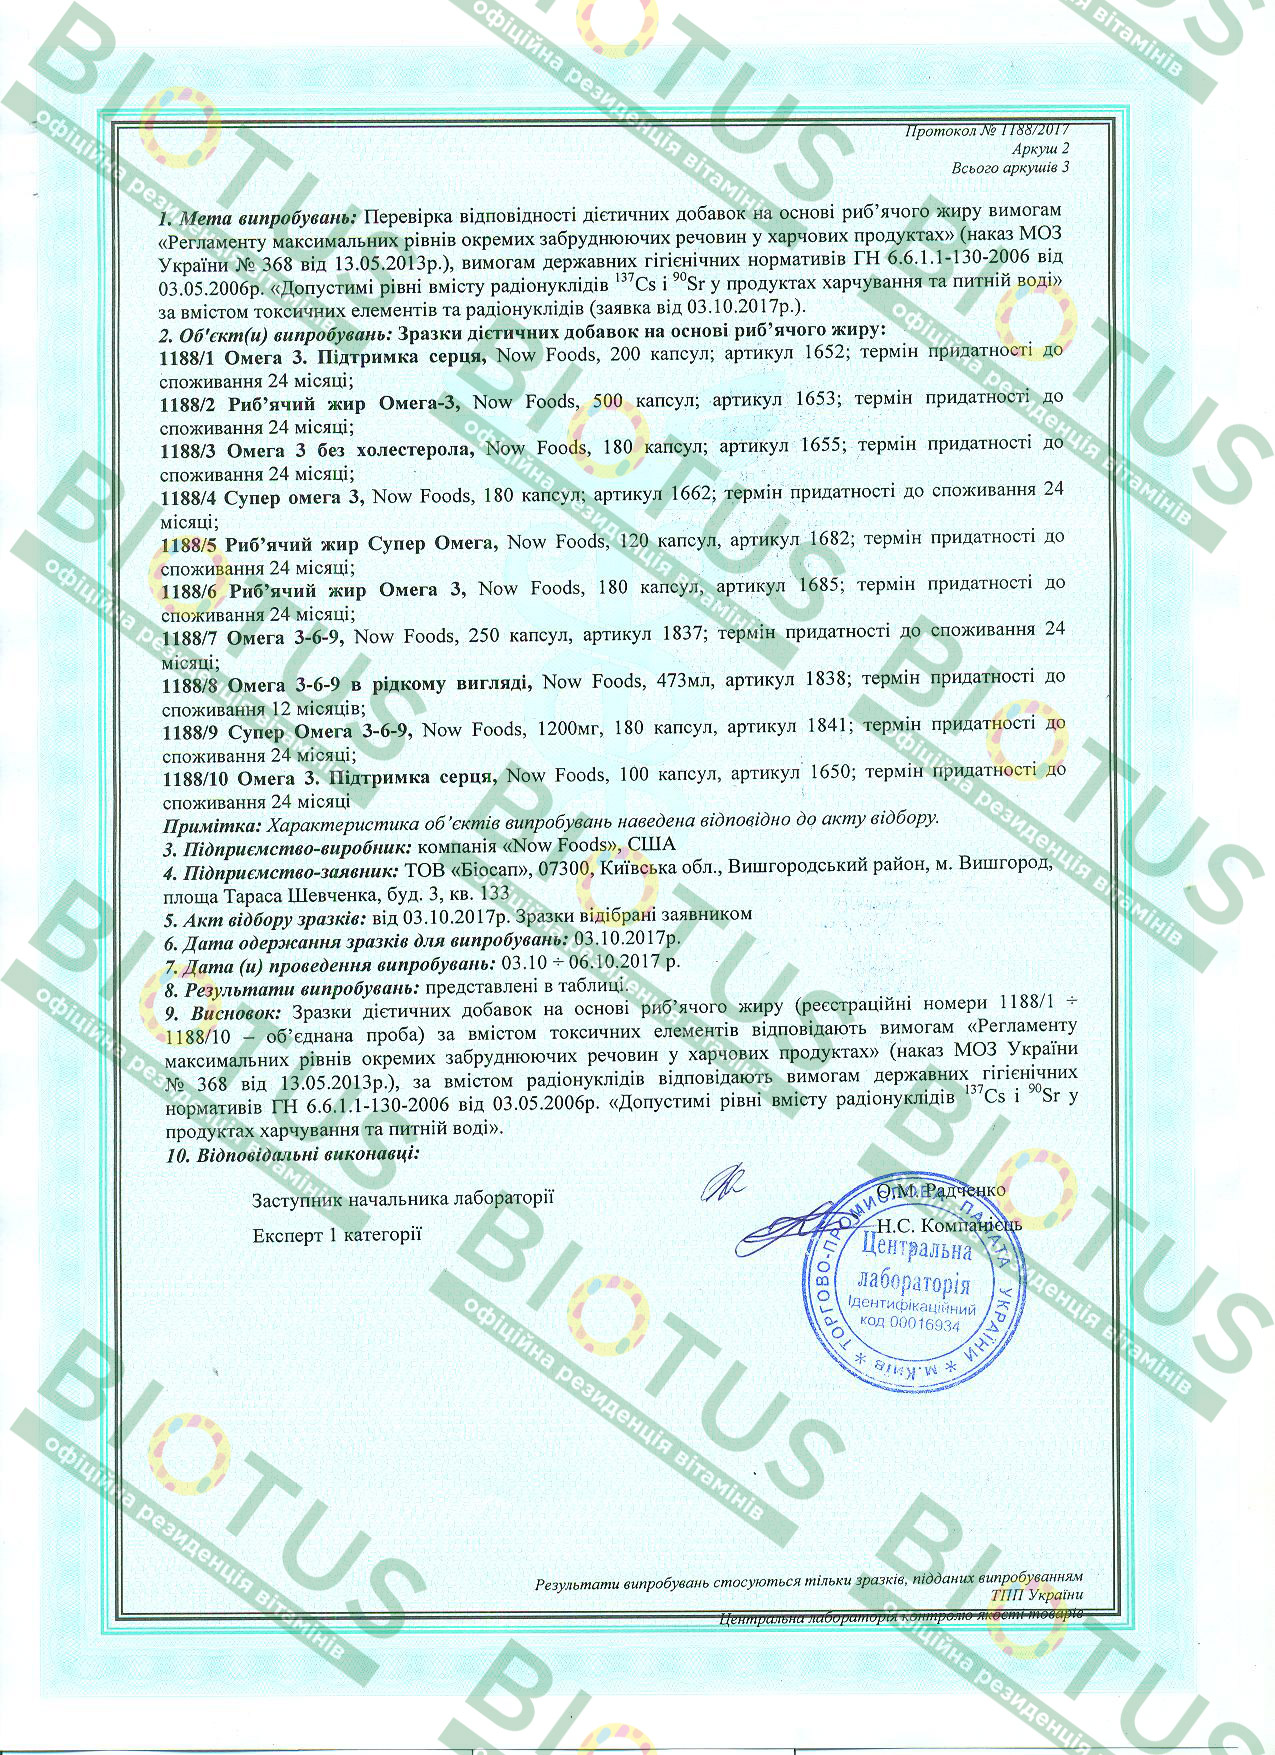 Протокол № 1188/2017
Аркуш 2
Всього аркушів 3
1. Мета випробувань: Перевірка відповідності дієтичних добавок на основі риб’ячого жиру вимогам
«Регламенту максимальних рівнів окремих забруднюючих речовин у харчових продуктах» (наказ МОЗ
України № 368 від 13.05.2013р.), вимогам державних гігієнічних нормативів ГН 6.6.1.1-130-2006 від
03.05.2006р. «Допустимі рівні вмісту радіонуклідів ¹³⁷Cs і ⁹⁰Sr у продуктах харчування та питній воді»
за вмістом токсичних елементів та радіонуклідів (заявка від 03.10.2017р.).
2. Об'єкт(и) випробувань: Зразки дієтичних добавок на основі риб’ячого жиру:
1188/1 Омега 3. Підтримка серця, Now Foods, 200 капсул; артикул 1652; термін придатності до
споживання 24 місяці;
1188/2 Риб’ячий жир Омега-3, Now Foods, 500 капсул; артикул 1653; термін придатності до
споживання 24 місяці;
1188/3 Омега 3 без холестерола, Now Foods, 180 капсул; артикул 1655; термін придатності до
споживання 24 місяці;
1188/4 Супер омега 3, Now Foods, 180 капсул; артикул 1662; термін придатності до споживання 24
місяці;
1188/5 Риб’ячий жир Супер Омега, Now Foods, 120 капсул, артикул 1682; термін придатності до
споживання 24 місяці;
1188/6 Риб’ячий жир Омега 3, Now Foods, 180 капсул, артикул 1685; термін придатності до
споживання 24 місяці;
1188/7 Омега 3-6-9, Now Foods, 250 капсул, артикул 1837; термін придатності до споживання 24
місяці;
1188/8 Омега 3-6-9 в рідкому вигляді, Now Foods, 473мл, артикул 1838; термін придатності до
споживання 12 місяців;
1188/9 Супер Омега 3-6-9, Now Foods, 1200мг, 180 капсул, артикул 1841; термін придатності до
споживання 24 місяці;
1188/10 Омега 3. Підтримка серця, Now Foods, 100 капсул, артикул 1650; термін придатності до
споживання 24 місяці
Примітка: Характеристика об’єктів випробувань наведена відповідно до акту відбору.
3. Підприємство-виробник: компанія «Now Foods», США
4. Підприємство-заявник: ТОВ «Біосап», 07300, Київська обл., Вишгородський район, м. Вишгород,
площа Тараса Шевченка, буд. 3, кв. 133
5. Акт відбору зразків: від 03.10.2017р. Зразки відібрані заявником
6. Дата одержання зразків для випробувань: 03.10.2017р.
7. Дата (и) проведення випробувань: 03.10 ÷ 06.10.2017 р.
8. Результати випробувань: представлені в таблиці.
9. Висновок: Зразки дієтичних добавок на основі риб’ячого жиру (реєстраційні номери 1188/1 ÷
1188/10 – об’єднана проба) за вмістом токсичних елементів відповідають вимогам «Регламенту
максимальних рівнів окремих забруднюючих речовин у харчових продуктах» (наказ МОЗ України
№ 368 від 13.05.2013р.), за вмістом радіонуклідів відповідають вимогам державних гігієнічних
нормативів ГН 6.6.1.1-130-2006 від 03.05.2006р. «Допустимі рівні вмісту радіонуклідів ¹³⁷Cs і ⁹⁰Sr у
продуктах харчування та питній воді».
10. Відповідальні виконавці:
Заступник начальника лабораторії О.М. Радченко
Експерт 1 категорії Н.С. Компанієць
ТОРГОВО-ПРОМИСЛОВА ПАЛАТА УКРАЇНИ * м.Київ *
Центральна
лабораторія
Ідентифікаційний
код 00016934
Результати випробувань стосуються тільки зразків, підданих випробуванням
ТПП України
Центральна лабораторія контролю якості товарів
BIOTUS
офіційна резиденція вітамінів